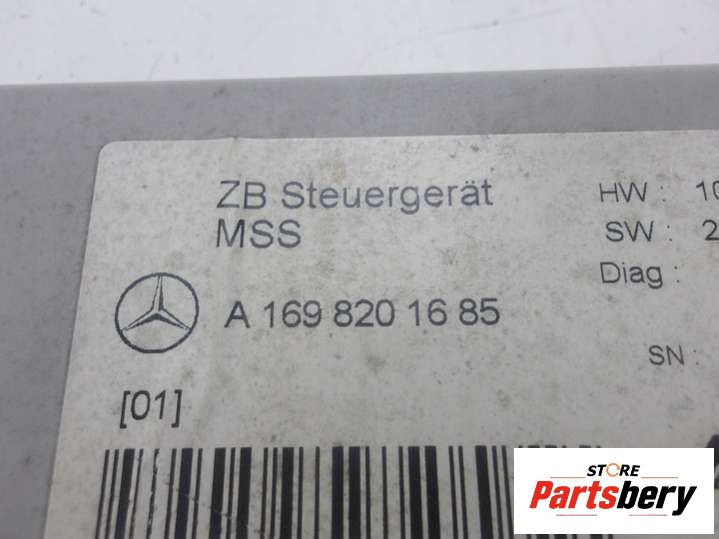 ZB Steuergerät
MSS
A 169 820 16 85
[01]
HW :
SW :
Diag :
SN :
STORE
Partsbery